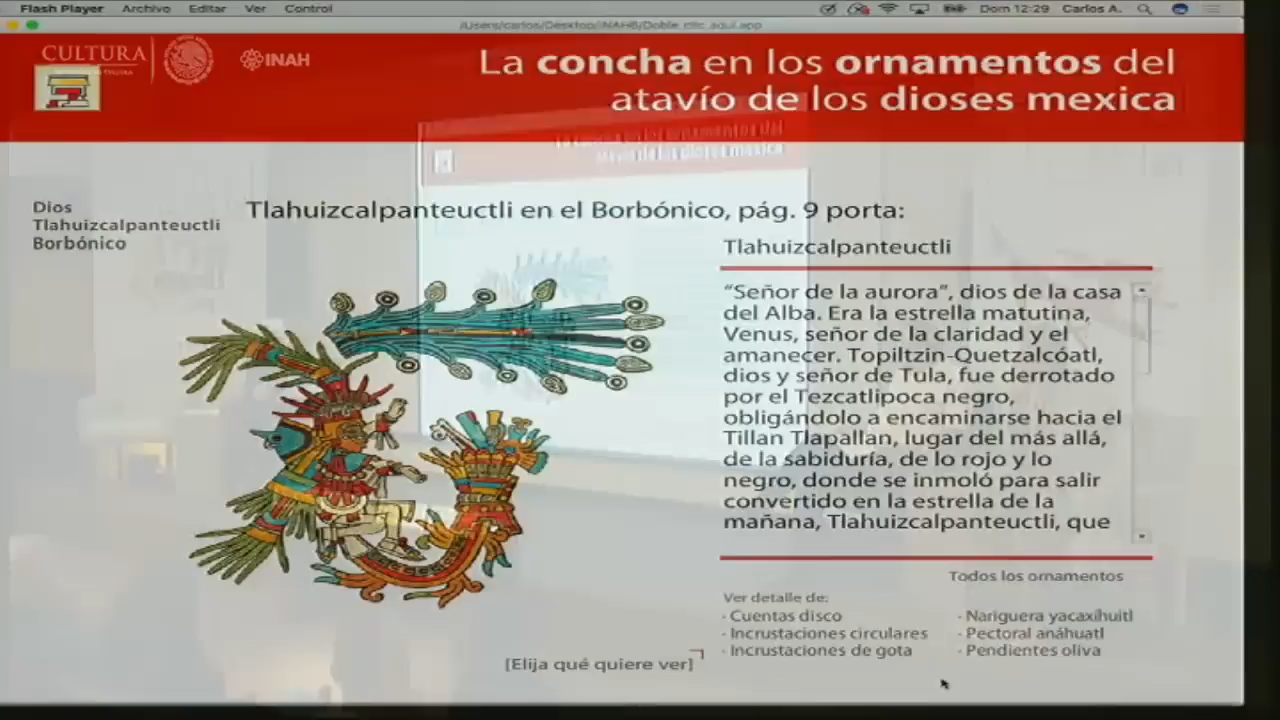 Flash Player Archivo Editar Ver Control Dom 12:29 Carlos A.
/Users/carlos/Desktop/INAH8/Doble_clic_aqui.app
CULTURA
INAH
La concha en los ornamentos del
atavío de los dioses mexica
Dios
Tlahuizcalpanteuctli
Borbónico
Tlahuizcalpanteuctli en el Borbónico, pág. 9 porta:
Tlahuizcalpanteuctli
“Señor de la aurora”, dios de la casa
del Alba. Era la estrella matutina,
Venus, señor de la claridad y el
amanecer. Topiltzin-Quetzalcóatl,
dios y señor de Tula, fue derrotado
por el Tezcatlipoca negro,
obligándolo a encaminarse hacia el
Tillan Tlapallan, lugar del más allá,
de la sabiduría, de lo rojo y lo
negro, donde se inmoló para salir
convertido en la estrella de la
mañana, Tlahuizcalpanteuctli, que
Todos los ornamentos
Ver detalle de:
· Cuentas disco
· Incrustaciones circulares
· Incrustaciones de gota
· Nariguera yacaxíhuitl
· Pectoral anáhuatl
· Pendientes oliva
[Elija qué quiere ver]